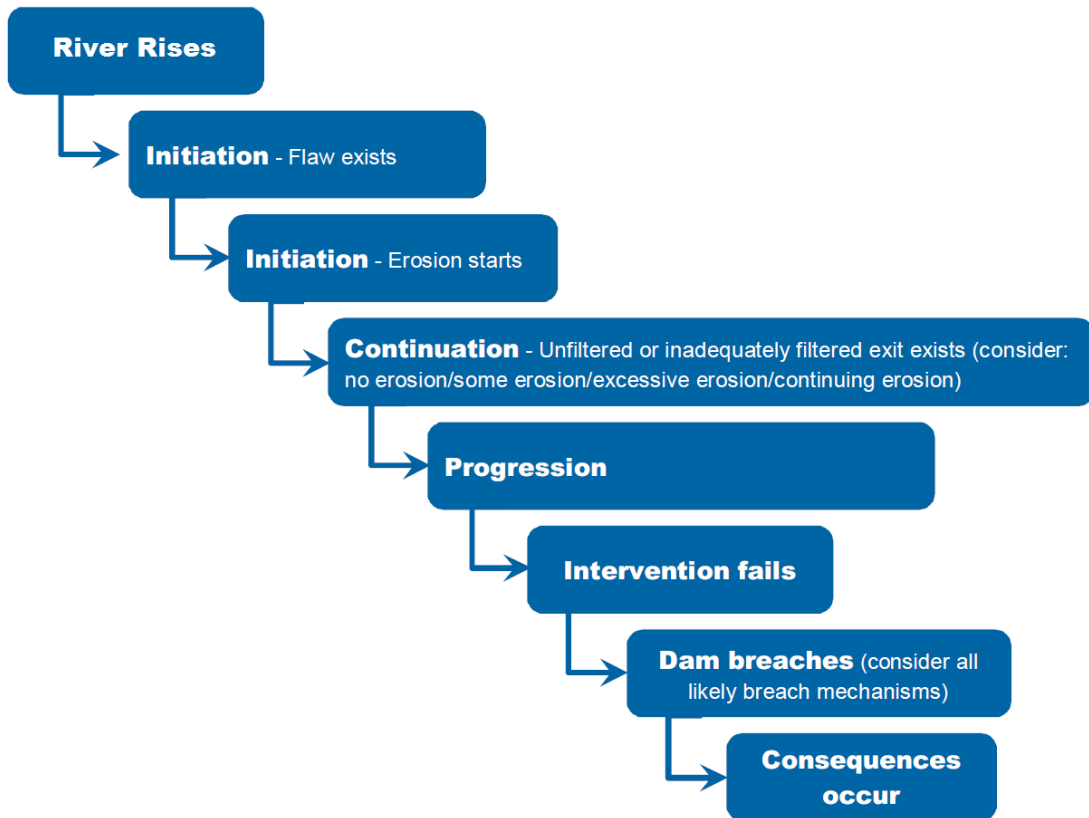 River Rises
Initiation - Flaw exists
Initiation - Erosion starts
Continuation - Unfiltered or inadequately filtered exit exists (consider:
no erosion/some erosion/excessive erosion/continuing erosion)
Progression
Intervention fails
Dam breaches (consider all
likely breach mechanisms)
Consequences
occur